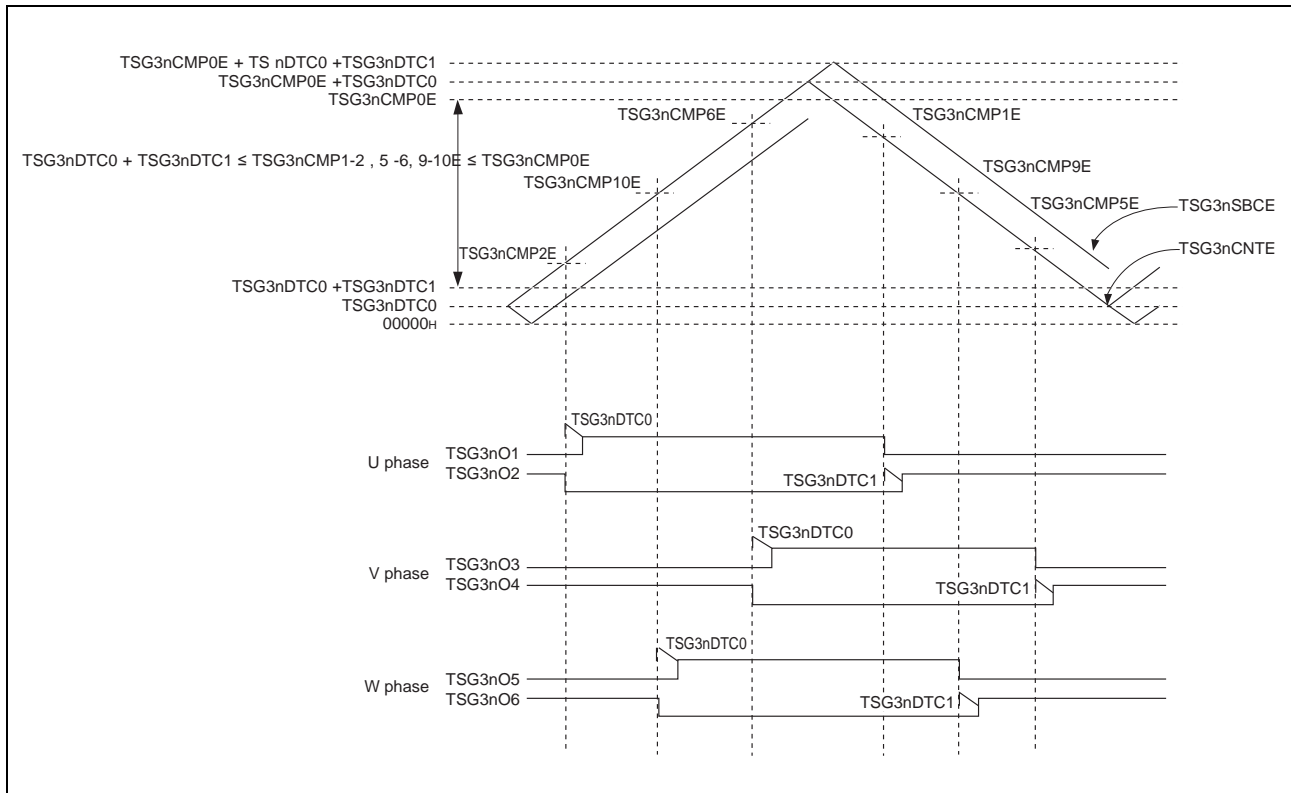 TSG3nCMP0E + TS nDTC0 +TSG3nDTC1
TSG3nCMP0E +TSG3nDTC0
TSG3nCMP0E
TSG3nCMP6E
TSG3nCMP1E
TSG3nDTC0 + TSG3nDTC1 ≤ TSG3nCMP1-2 , 5 -6, 9-10E ≤ TSG3nCMP0E
TSG3nCMP9E
TSG3nCMP10E
TSG3nCMP5E
TSG3nSBCE
TSG3nCMP2E
TSG3nCNTE
TSG3nDTC0 +TSG3nDTC1
TSG3nDTC0
00000H
TSG3nDTC0
U phase
TSG3nO1
TSG3nO2
TSG3nDTC1
TSG3nDTC0
V phase
TSG3nO3
TSG3nO4
TSG3nDTC1
TSG3nDTC0
W phase
TSG3nO5
TSG3nO6
TSG3nDTC1